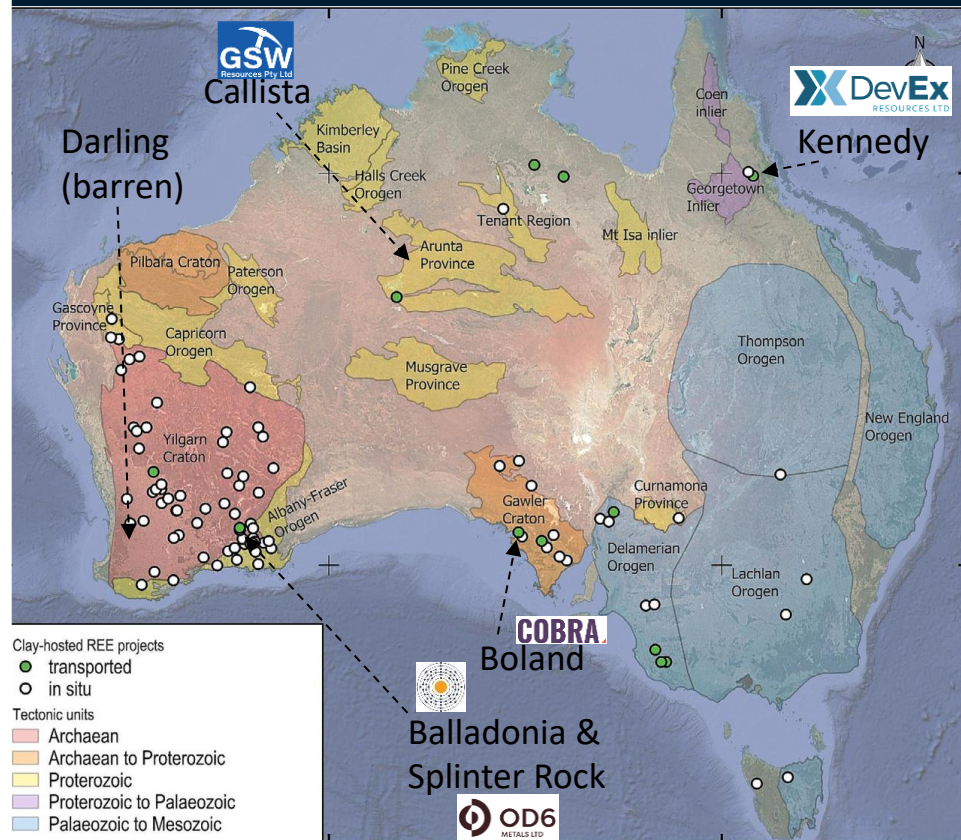 GSW
Resources Pty Ltd
Callista
N
DevEx
RESOURCES LTD
Kennedy
Darling
(barren)
Pine Creek
Orogen
Coen
inlier
Kimberley
Basin
Halls Creek
Orogen
Georgetown
Inlier
Tenant Region
Mt Isa inlier
Arunta
Province
Pilbara Craton
Paterson
Orogen
Gascoyne
Province
Capricorn
Orogen
Musgrave
Province
Thompson
Orogen
New England
Orogen
Yilgarn
Craton
Albany-Fraser
Orogen
Gawler
Craton
Curnamona
Province
Delamerian
Orogen
Lachlan
Orogen
COBRA
Boland
Balladonia &
Splinter Rock
OD6
METALS LTD
Clay-hosted REE projects
transported
in situ
Tectonic units
Archaean
Archaean to Proterozoic
Proterozoic
Proterozoic to Palaeozoic
Palaeozoic to Mesozoic